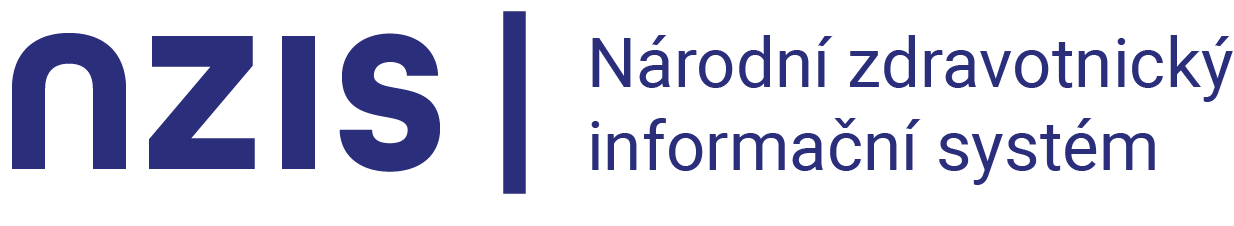 nzis
Národní zdravotnický
informační systém